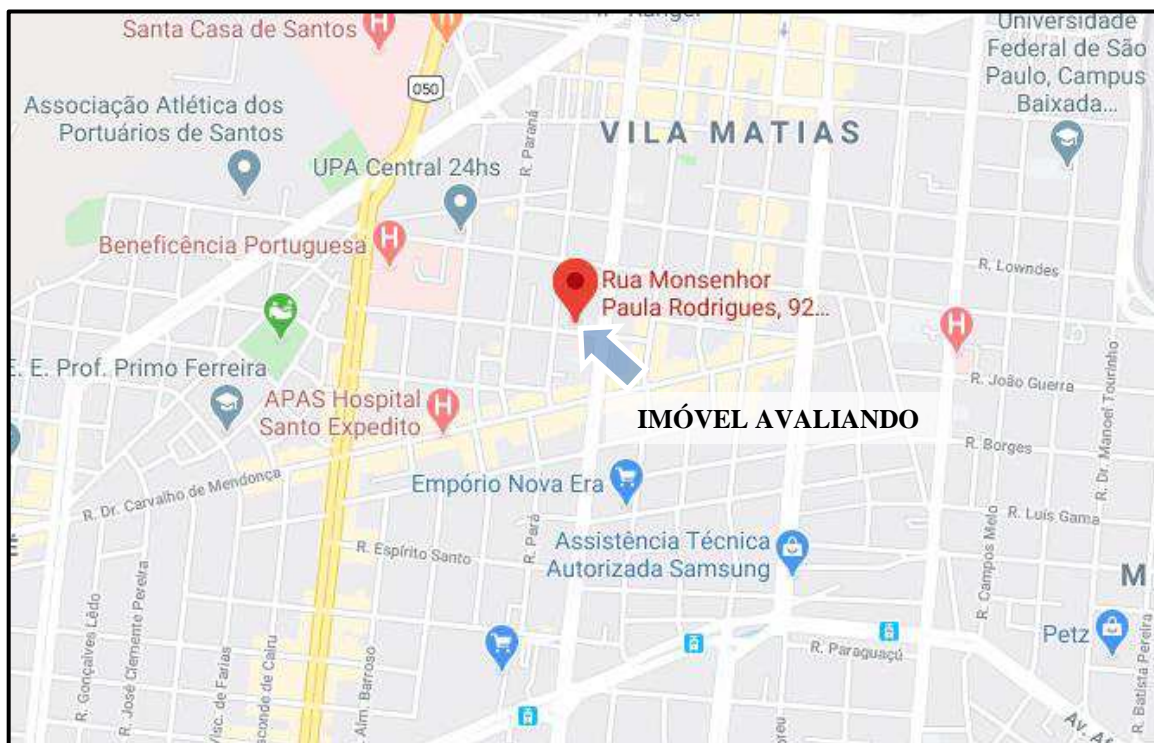 Santa Casa de Santos
050
Universidade
Federal de São
Paulo, Campus
Baixada...
Associação Atlética dos
Portuários de Santos
VILA MATIAS
R. Paraná
UPA Central 24hs
Beneficência Portuguesa
R. Lowndes
Rua Monsenhor
Paula Rodrigues, 92...
E. E. Prof. Primo Ferreira
R. João Guerra
R. Dr. Manoel Tourinho
APAS Hospital
Santo Expedito
IMÓVEL AVALIANDO
R. Borges
R. Dr. Carvalho de Mendonça
Empório Nova Era
R. Luís Gama
R. Espírito Santo
R. Pará
Assistência Técnica
Autorizada Samsung
R. Campos Melo
M
Petz
R. Paraguaçú
R. Gonçalves Lêdo
R. José Clemente Pereira
Visc. de Farias
sconde de Cairu
Alm. Barroso
R. Batista Pereira